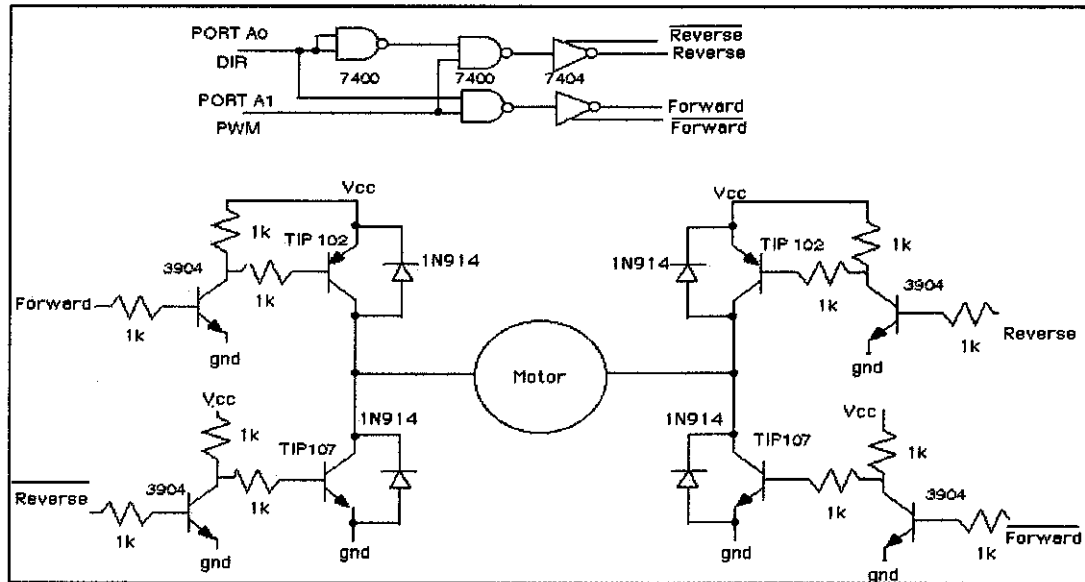 PORT A0
DIR
7400
7400
7404
Reverse
Reverse
PORT A1
PWM
Forward
Forward
Vcc
1k
TIP 102
1N914
3904
1k
Forward
1k
gnd
Vcc
TIP 102
1k
1N914
3904
1k
1k
Reverse
gnd
Motor
Vcc
1k
1N914
TIP107
3904
1k
Reverse
1k
gnd
gnd
1N914
Vcc
TIP107
1k
3904
1k
1k
Forward
gnd
gnd